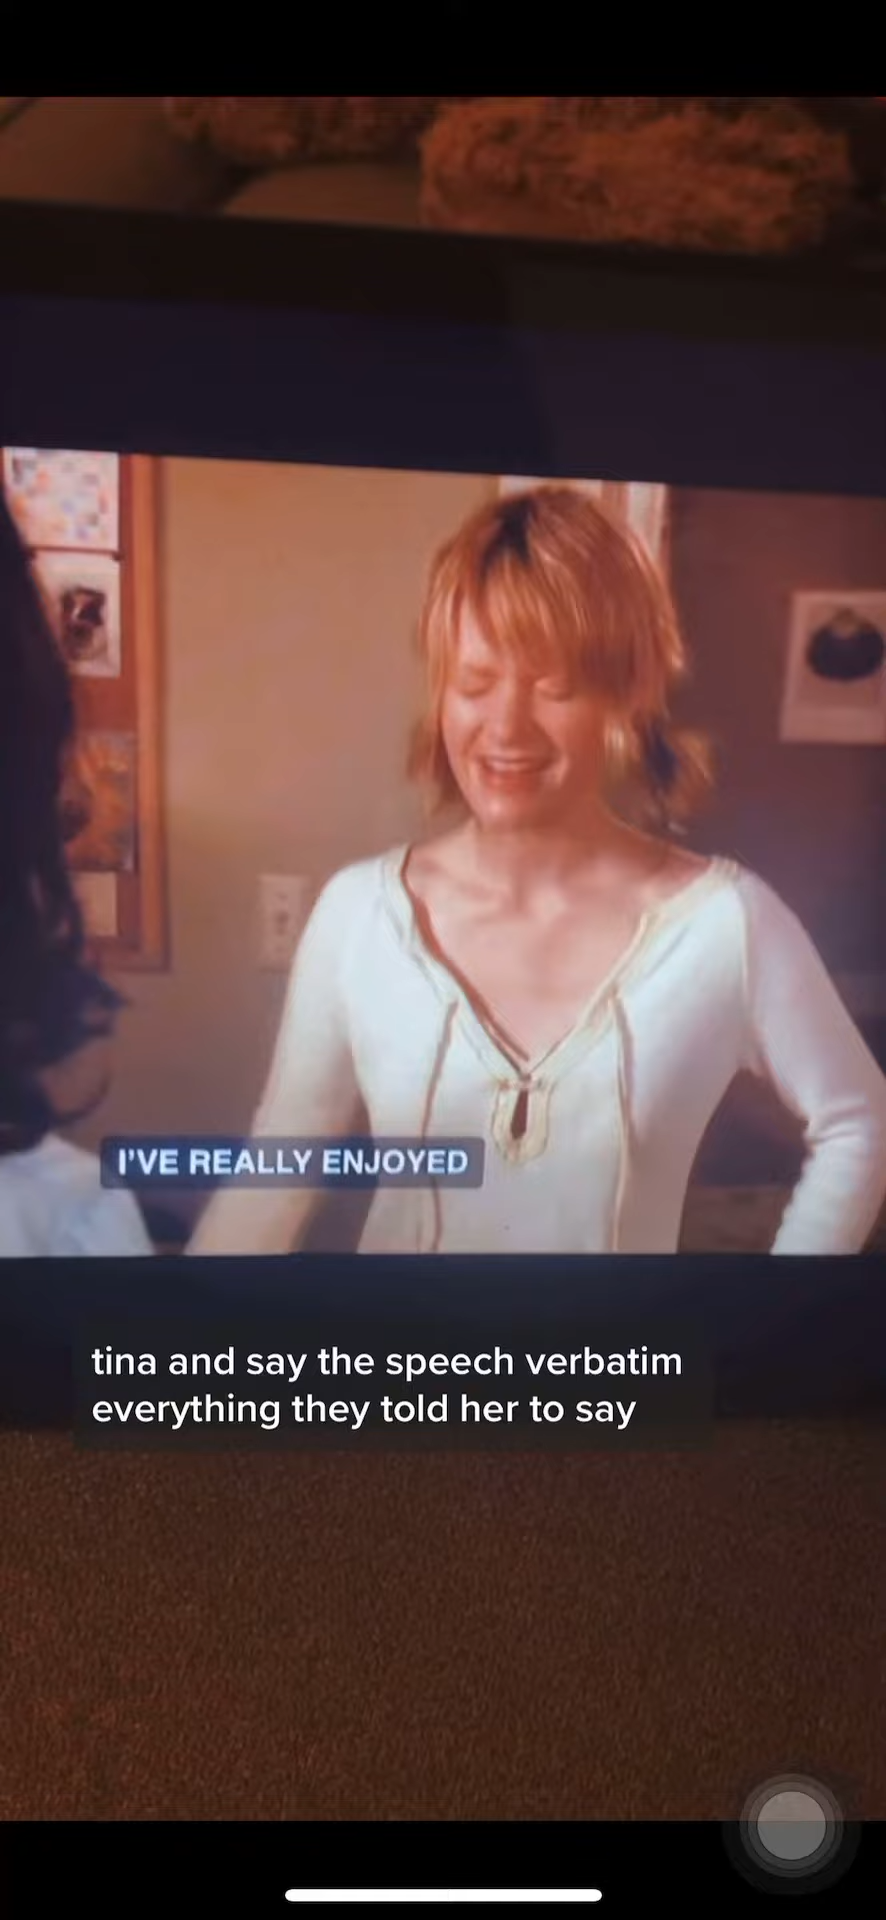 I'VE REALLY ENJOYED
tina and say the speech verbatim
everything they told her to say